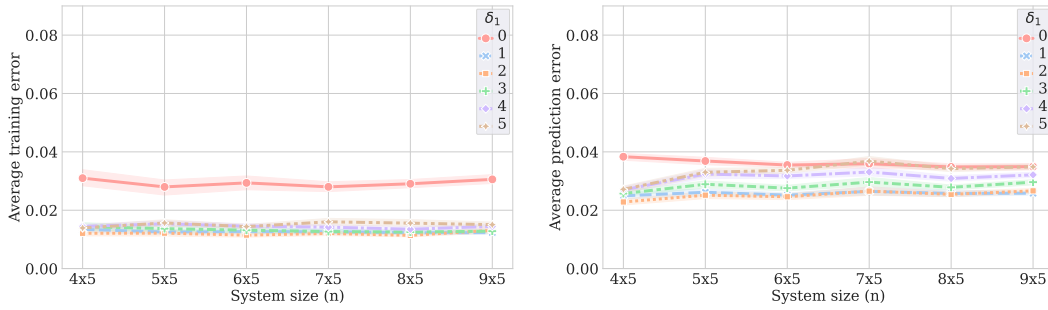 0.08
0.06
0.04
0.02
0.00
Average training error
4x5 5x5 6x5 7x5 8x5 9x5
System size (n)
δ1
0
1
2
3
4
5
0.08
0.06
0.04
0.02
0.00
Average prediction error
4x5 5x5 6x5 7x5 8x5 9x5
System size (n)
δ1
0
1
2
3
4
5